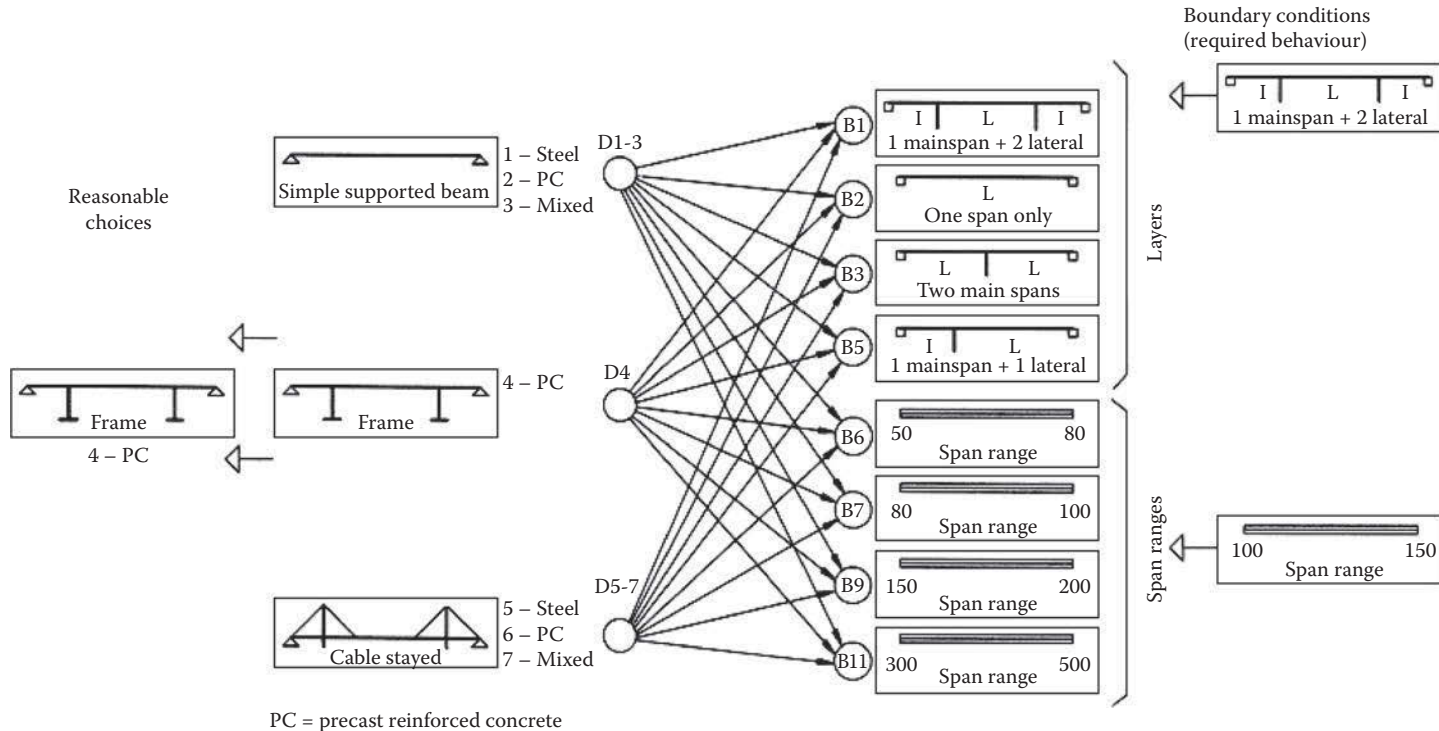 Boundary conditions
(required behaviour)
I L I
1 mainspan + 2 lateral
Reasonable
choices
Simple supported beam
1 – Steel
2 – PC
3 – Mixed
D1-3
B1
I L I
1 mainspan + 2 lateral
B2
L
One span only
B3
L L
Two main spans
B5
I L
1 mainspan + 1 lateral
Layers
Frame
4 – PC
Frame
4 – PC
D4
B6
50 80
Span range
B7
80 100
Span range
B9
150 200
Span range
B11
300 500
Span range
Span ranges
100 150
Span range
Cable stayed
5 – Steel
6 – PC
7 – Mixed
D5-7
PC = precast reinforced concrete